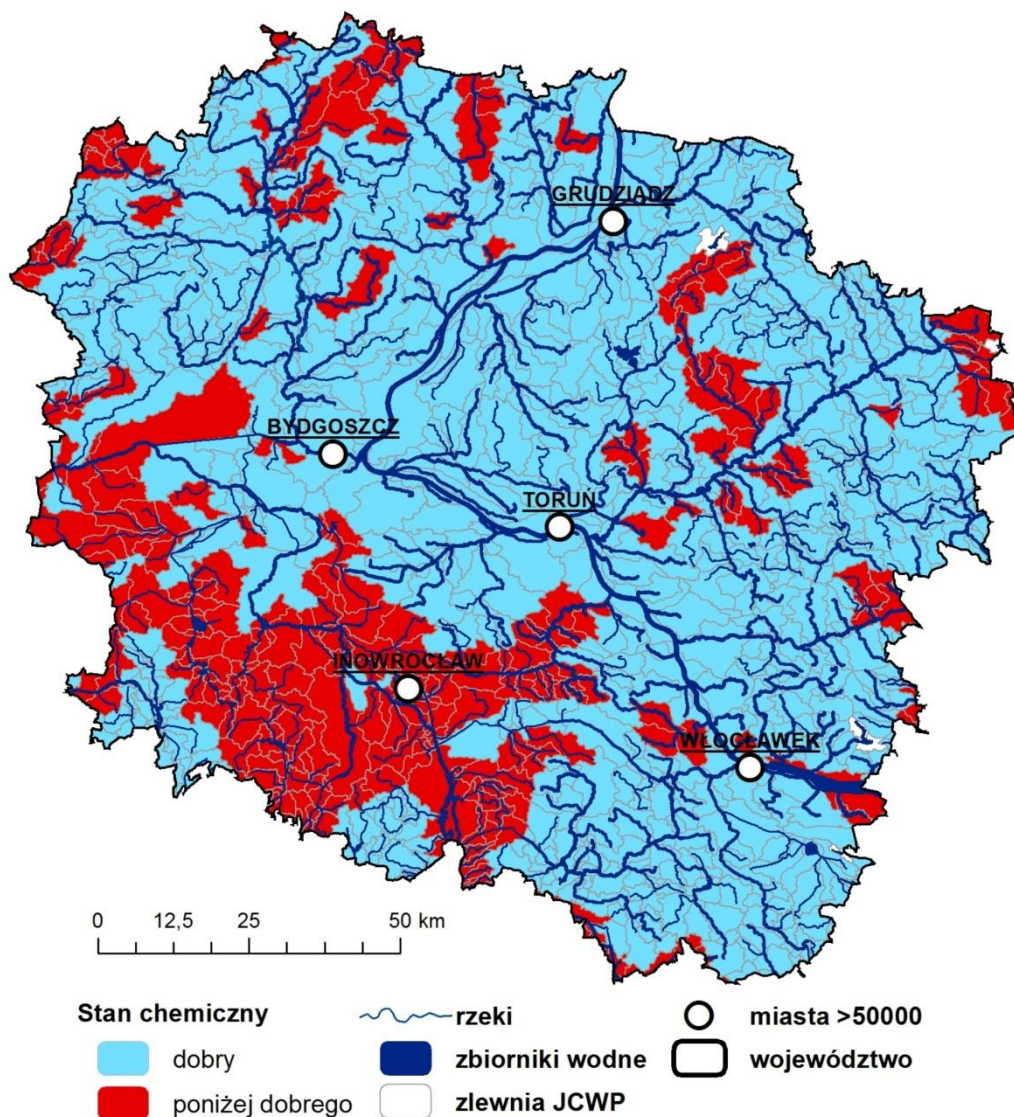 GRUDZIĄDZ
BYDGOSZCZ
TORUŃ
INOWROCŁAW
WŁOCŁAWEK
0 12,5 25 50 km
Stan chemiczny
rzeki
miasta >50000
dobry
zbiorniki wodne
województwo
poniżej dobrego
zlewnia JCWP